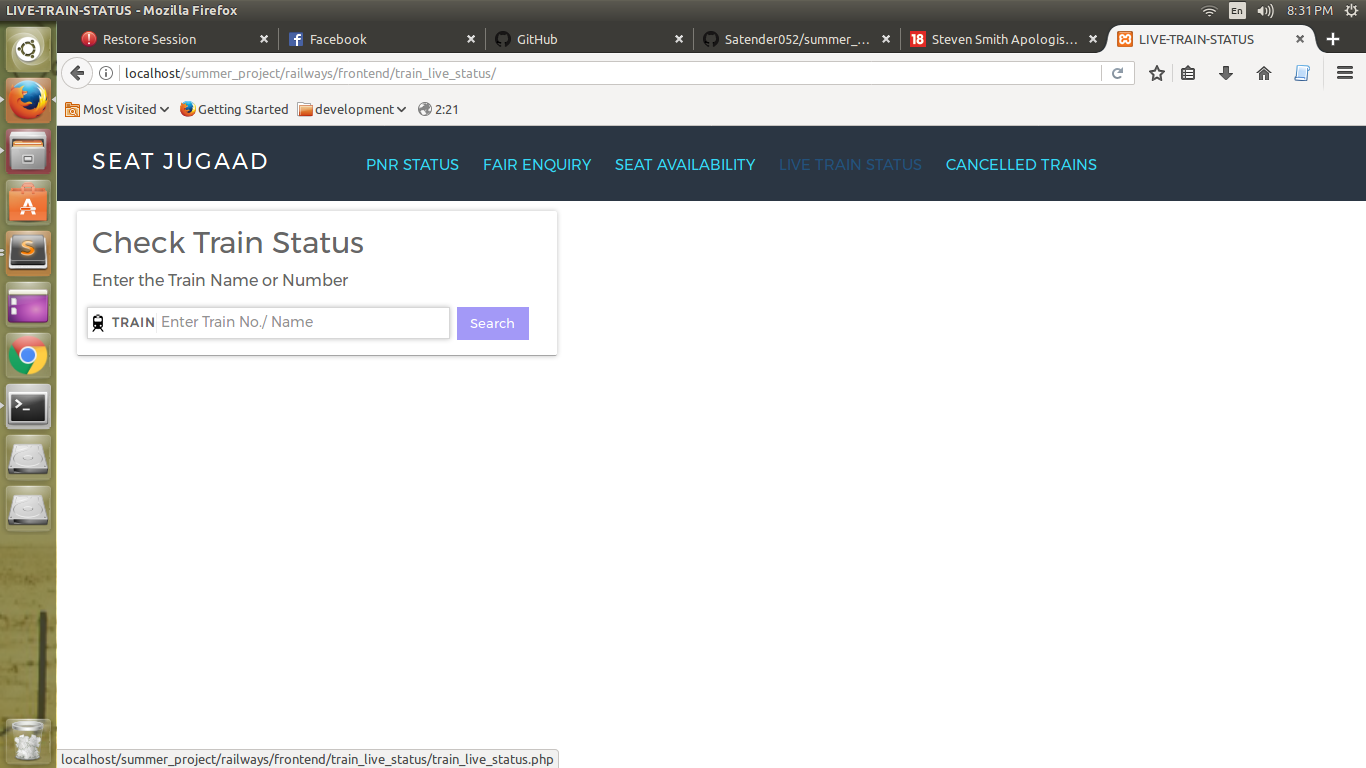 LIVE-TRAIN-STATUS - Mozilla Firefox
En
8:31 PM
Restore Session
Facebook
GitHub
Satender052/summer_...
18 Steven Smith Apologis...
LIVE-TRAIN-STATUS
localhost/summer_project/railways/frontend/train_live_status/
Most Visited
Getting Started
development
2:21
SEAT JUGAAD
PNR STATUS
FAIR ENQUIRY
SEAT AVAILABILITY
LIVE TRAIN STATUS
CANCELLED TRAINS
Check Train Status
Enter the Train Name or Number
TRAIN Enter Train No./ Name
Search
localhost/summer_project/railways/frontend/train_live_status/train_live_status.php